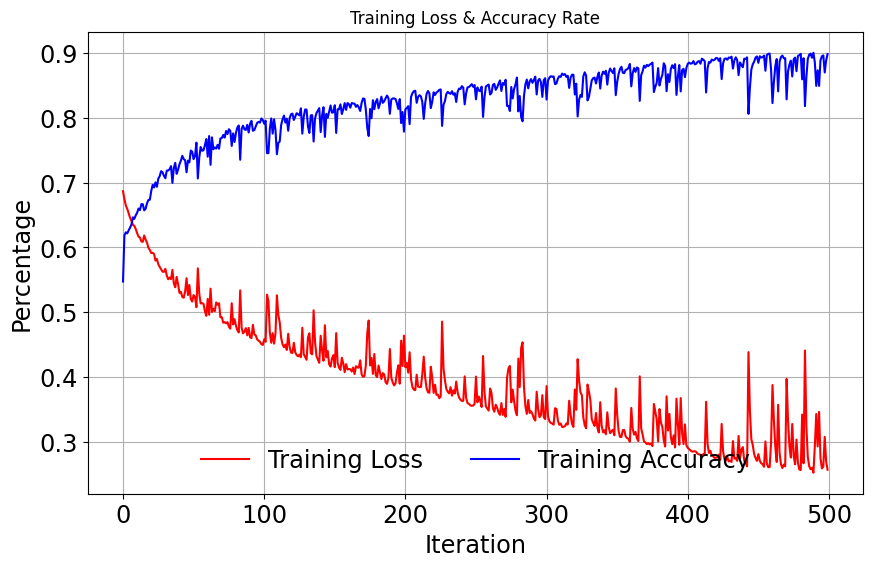 Training Loss & Accuracy Rate
0.9
0.8
0.7
0.6
0.5
0.4
0.3
Percentage
Training Loss
Training Accuracy
0 100 200 300 400 500
Iteration